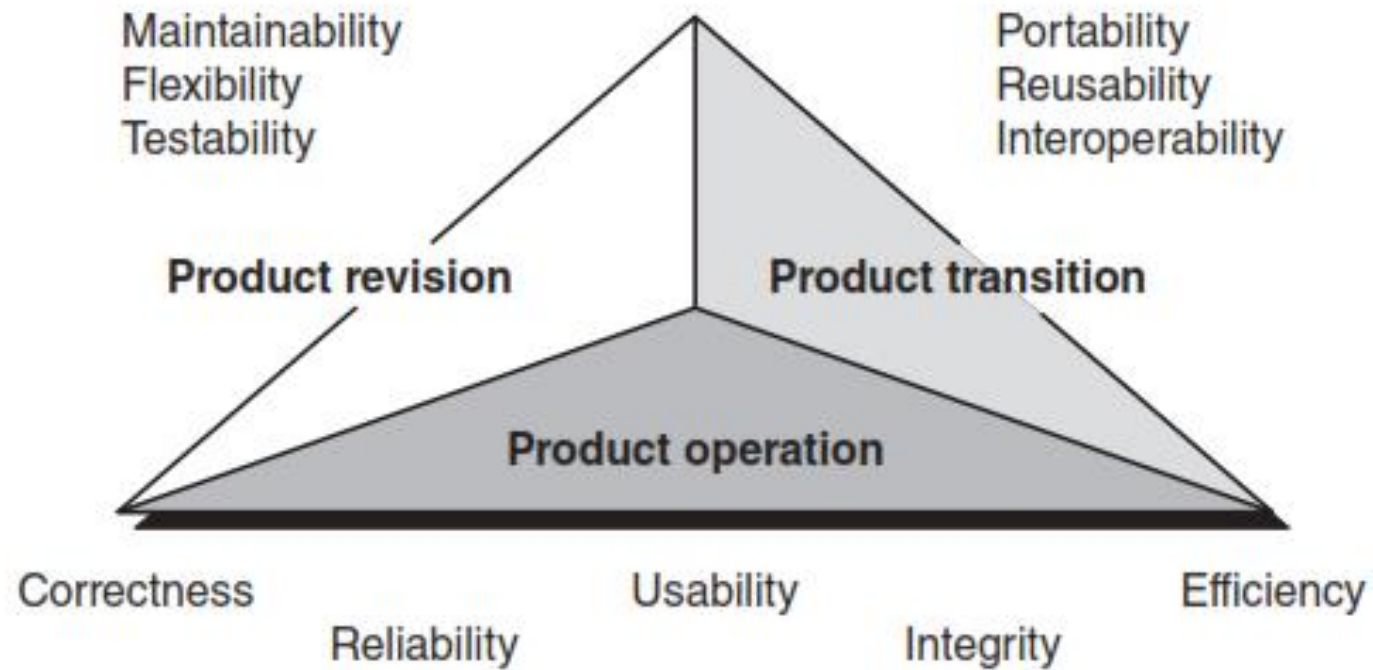 Maintainability
Flexibility
Testability
Portability
Reusability
Interoperability
Product revision
Product transition
Product operation
Correctness
Reliability
Usability
Integrity
Efficiency